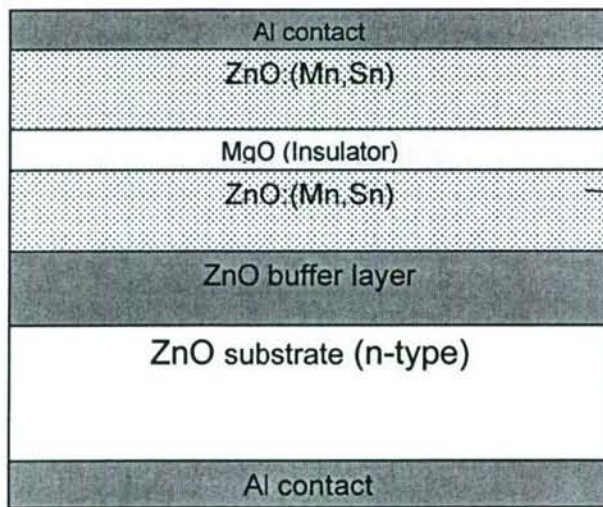 Al contact
ZnO:(Mn,Sn)
MgO (Insulator)
ZnO:(Mn,Sn)
ZnO buffer layer
ZnO substrate (n-type)
Al contact